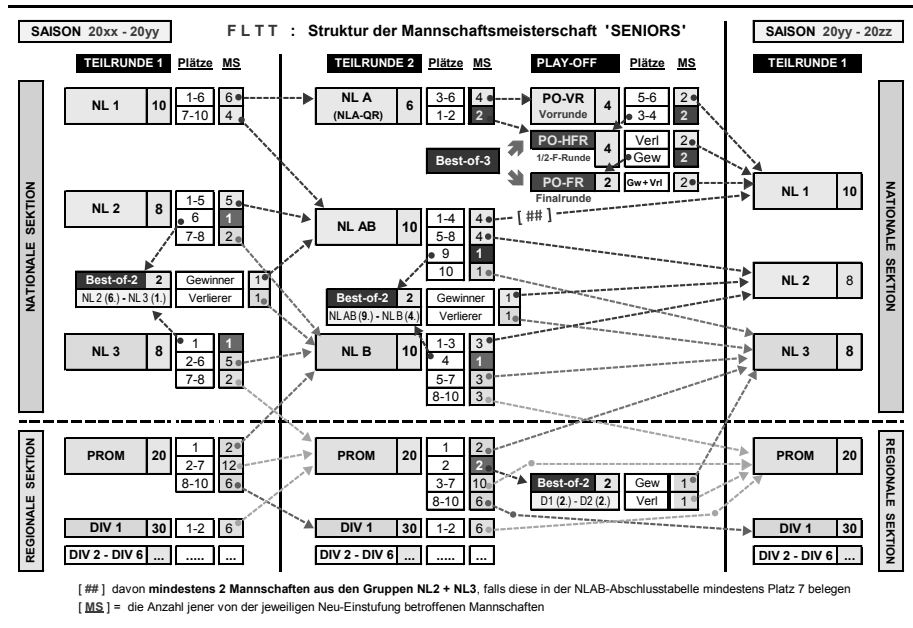 SAISON 20xx - 20yy
F L T T : Struktur der Mannschaftsmeisterschaft 'SENIORS'
SAISON 20yy - 20zz
TEILRUNDE 1 Plätze MS
TEILRUNDE 2 Plätze MS
PLAY-OFF Plätze MS
TEILRUNDE 1
NATIONALE SEKTION
NL 1 10
1-6 6
7-10 4
NL A 6
(NLA-QR)
3-6 4
1-2 2
PO-VR 4
Vorrunde
5-6 2
3-4 2
PO-HFR 4
1/2-F-Runde
Verl 2
Gew 2
Best-of-3
PO-FR 2
Finalrunde
Gw+Vrl 2
NL 1 10
NATIONALE SEKTION
NL 2 8
1-5 5
6 1
7-8 2
NL AB 10
1-4 4
5-8 4
9 1
10 1
[ ## ]
NL 2 8
Best-of-2 2
NL 2 (6.) - NL 3 (1.)
Gewinner 1
Verlierer 1
Best-of-2 2
NL AB (9.) - NL B (4.)
Gewinner 1
Verlierer 1
NL 3 8
1 1
2-6 5
7-8 2
NL B 10
1-3 3
4 1
5-7 3
8-10 3
NL 3 8
REGIONALE SEKTION
PROM 20
1 2
2-7 12
8-10 6
PROM 20
1 2
2 2
3-7 10
8-10 6
Best-of-2 2
D1 (2.) - D2 (2.)
Gew 1
Verl 1
PROM 20
REGIONALE SEKTION
DIV 1 30 1-2 6
DIV 1 30 1-2 6
DIV 1 30
DIV 2 - DIV 6 ... ..... ...
DIV 2 - DIV 6 ... ..... ...
DIV 2 - DIV 6 ...
[ ## ] davon mindestens 2 Mannschaften aus den Gruppen NL2 + NL3, falls diese in der NLAB-Abschlusstabelle mindestens Platz 7 belegen
[ MS ] = die Anzahl jener von der jeweiligen Neu-Einstufung betroffenen Mannschaften